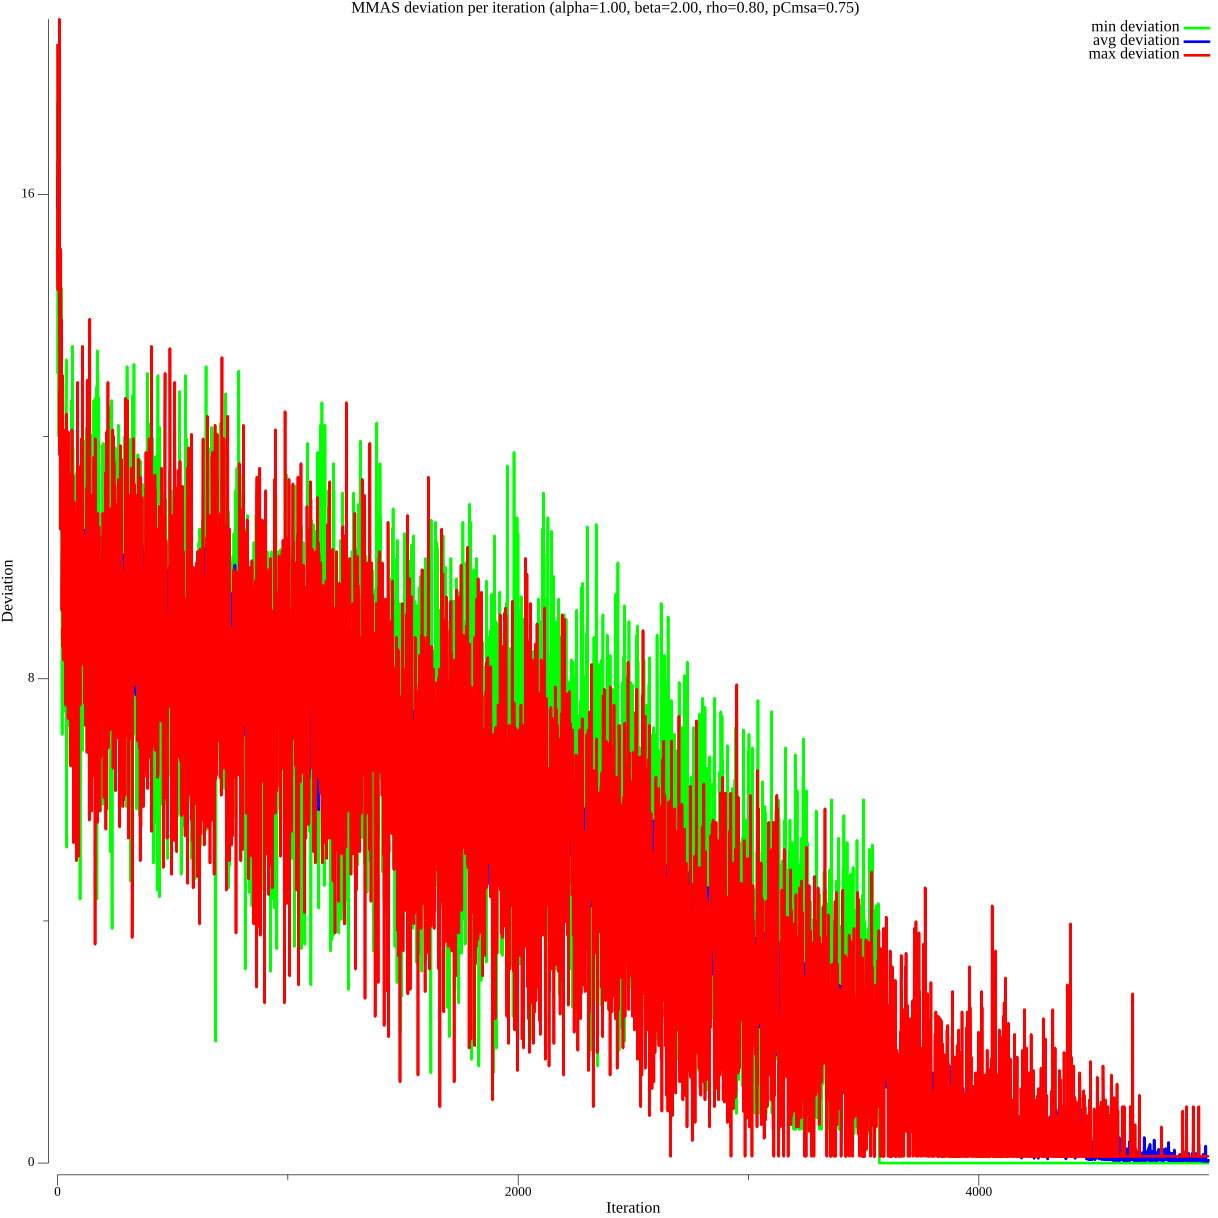 MMAS deviation per iteration (alpha=1.00, beta=2.00, rho=0.80, pCmsa=0.75)
min deviation
avg deviation
max deviation
16
8
0
Deviation
0
2000
4000
Iteration